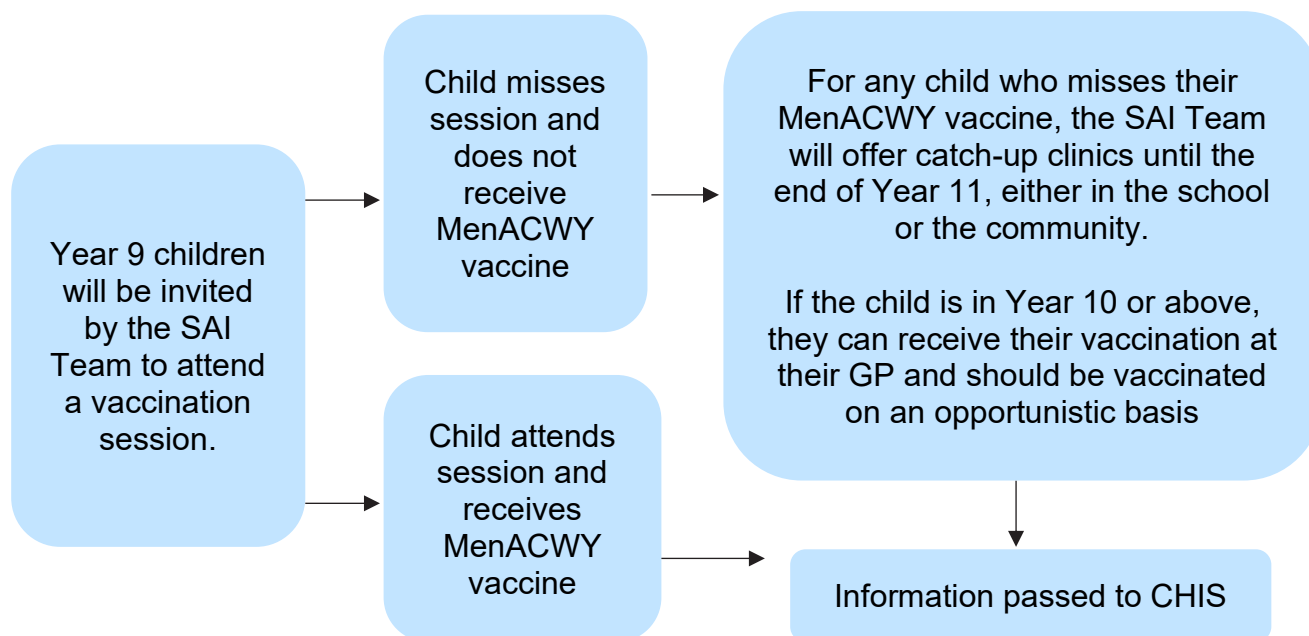 Year 9 children
will be invited
by the SAI
Team to attend
a vaccination
session.
Child misses
session and
does not
receive
MenACWY
vaccine
For any child who misses their
MenACWY vaccine, the SAI Team
will offer catch-up clinics until the
end of Year 11, either in the school
or the community.
If the child is in Year 10 or above,
they can receive their vaccination at
their GP and should be vaccinated
on an opportunistic basis
Child attends
session and
receives
MenACWY
vaccine
Information passed to CHIS